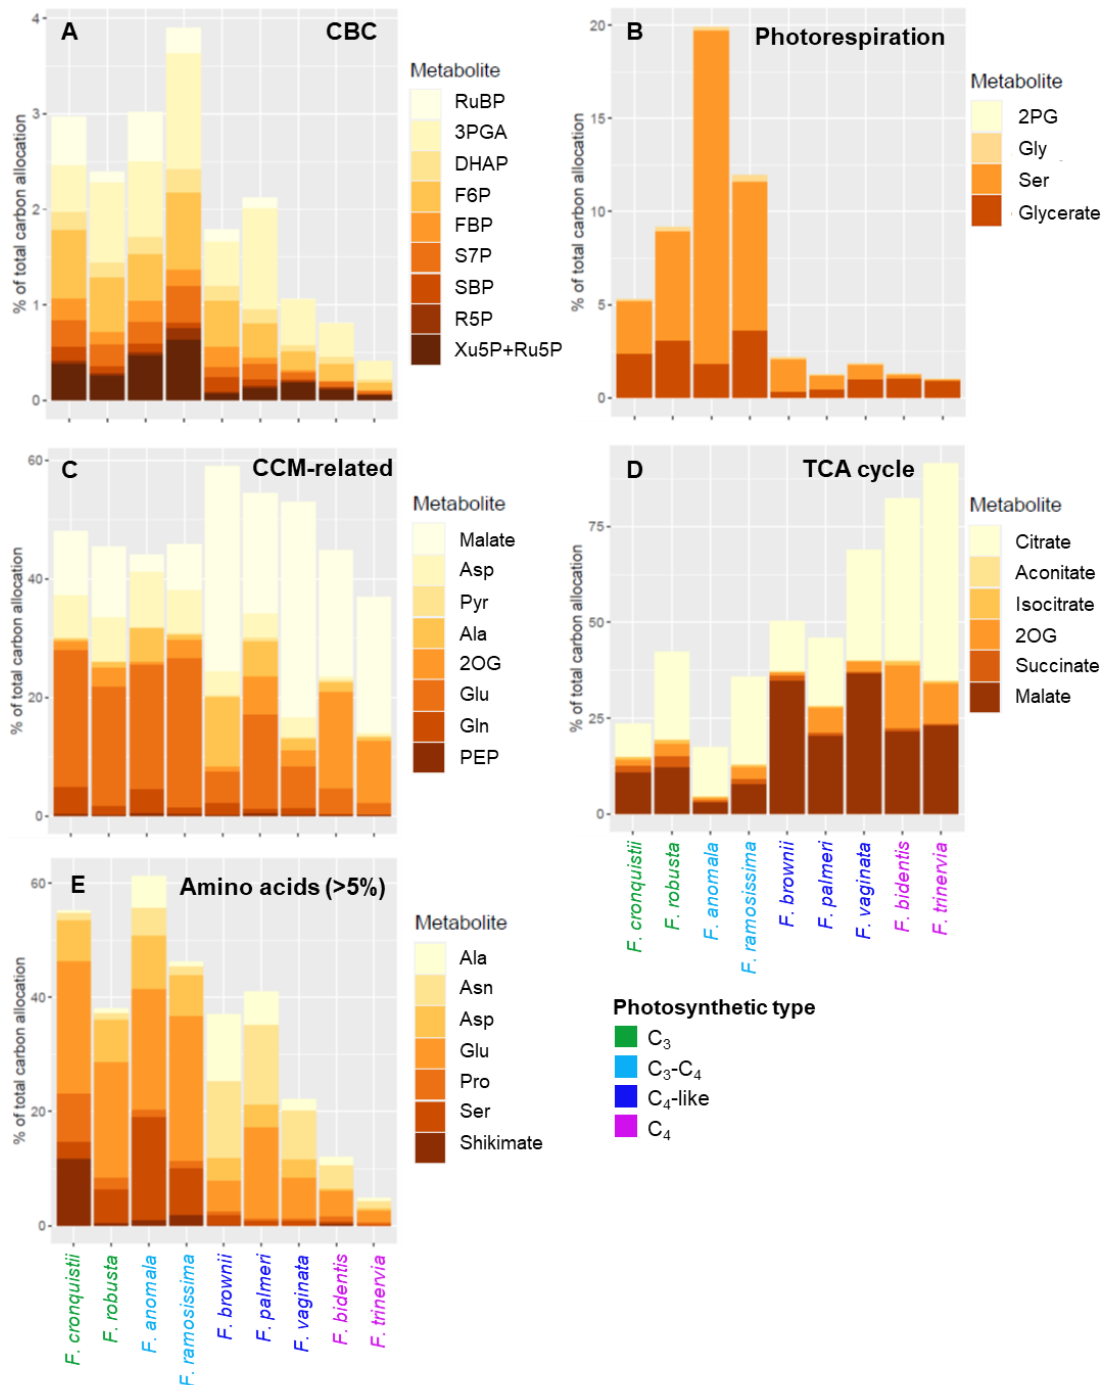 A
CBC
% of total carbon allocation
4
3
2
1
0
Metabolite
RuBP
3PGA
DHAP
F6P
FBP
S7P
SBP
R5P
Xu5P+Ru5P
B
Photorespiration
% of total carbon allocation
20
15
10
5
0
Metabolite
2PG
Gly
Ser
Glycerate
C
CCM-related
% of total carbon allocation
60
40
20
0
Metabolite
Malate
Asp
Pyr
Ala
2OG
Glu
Gln
PEP
D
TCA cycle
% of total carbon allocation
75
50
25
0
Metabolite
Citrate
Aconitate
Isocitrate
2OG
Succinate
Malate
F. cronquistii
F. robusta
F. anomala
F. ramosissima
F. brownii
F. palmeri
F. vaginata
F. bidentis
F. trinervia
E
Amino acids (>5%)
% of total carbon allocation
60
40
20
0
Metabolite
Ala
Asn
Asp
Glu
Pro
Ser
Shikimate
F. cronquistii
F. robusta
F. anomala
F. ramosissima
F. brownii
F. palmeri
F. vaginata
F. bidentis
F. trinervia
Photosynthetic type
C₃
C₃-C₄
C₄-like
C₄